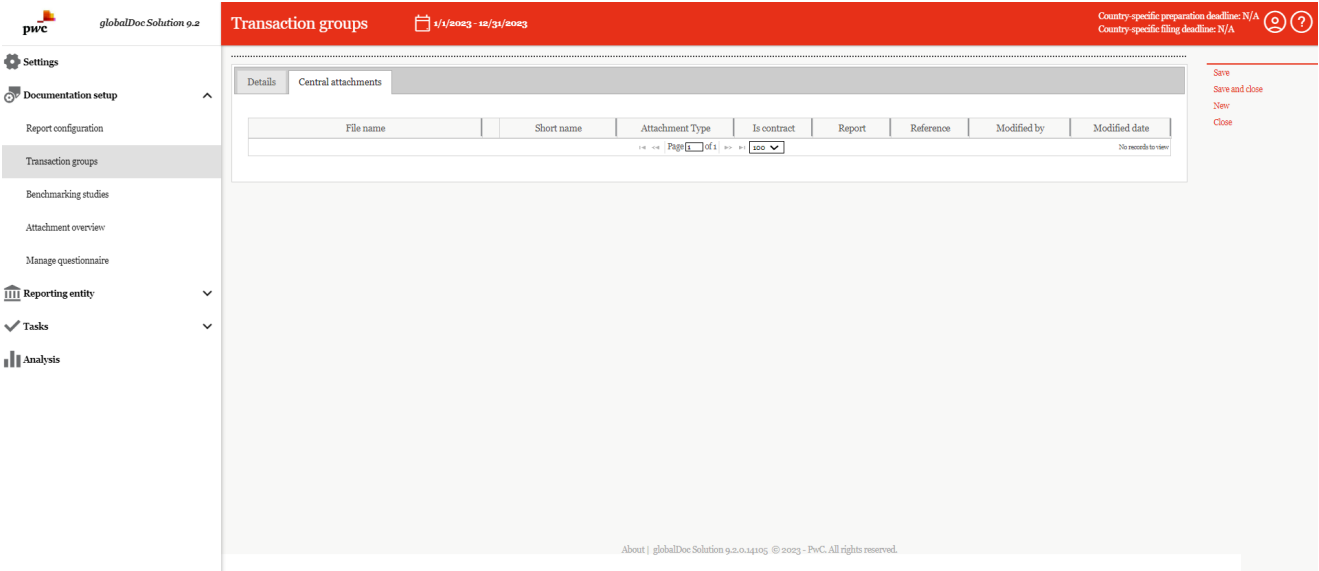 pwc
globalDoc Solution 9.2
Transaction groups
1/1/2023 - 12/31/2023
Country-specific preparation deadline: N/A
Country-specific filing deadline: N/A
?
Settings
Documentation setup
Report configuration
Transaction groups
Benchmarking studies
Attachment overview
Manage questionnaire
Reporting entity
Tasks
Analysis
Details
Central attachments
File name
Short name
Attachment Type
Is contract
Report
Reference
Modified by
Modified date
Page 1 of 1
100
No records to view
Save
Save and close
New
Close
About | globalDoc Solution 9.2.0.14105 © 2023 - PwC. All rights reserved.